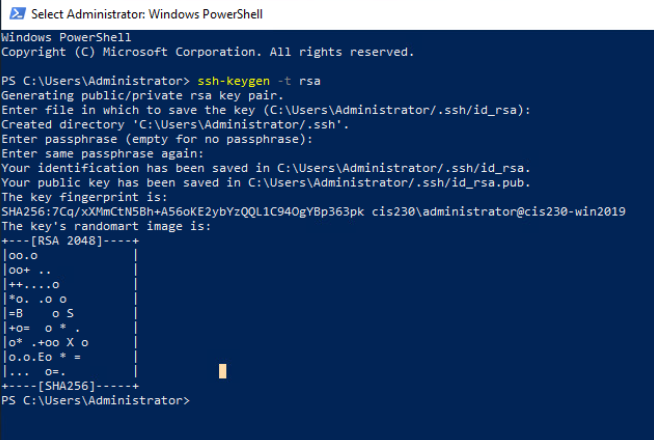 Select Administrator: Windows PowerShell
Windows PowerShell
Copyright (C) Microsoft Corporation. All rights reserved.
PS C:\Users\Administrator> ssh-keygen -t rsa
Generating public/private rsa key pair.
Enter file in which to save the key (C:\Users\Administrator/.ssh/id_rsa):
Created directory 'C:\Users\Administrator/.ssh'.
Enter passphrase (empty for no passphrase):
Enter same passphrase again:
Your identification has been saved in C:\Users\Administrator/.ssh/id_rsa.
Your public key has been saved in C:\Users\Administrator/.ssh/id_rsa.pub.
The key fingerprint is:
SHA256:7Cq/xXMmCtN5Bh+A56oKE2ybYzQQL1C94OgYBp363pk cis230\administrator@cis230-win2019
The key's randomart image is:
+---[RSA 2048]----+
|oo.o             |
|oo+ ..           |
|++....o          |
|*o. .o o         |
|=B    o S        |
|+o=  o * .       |
|o* .+oo X o      |
|o.o.Eo * =       |
|...  o=.         |
+----[SHA256]-----+
PS C:\Users\Administrator>